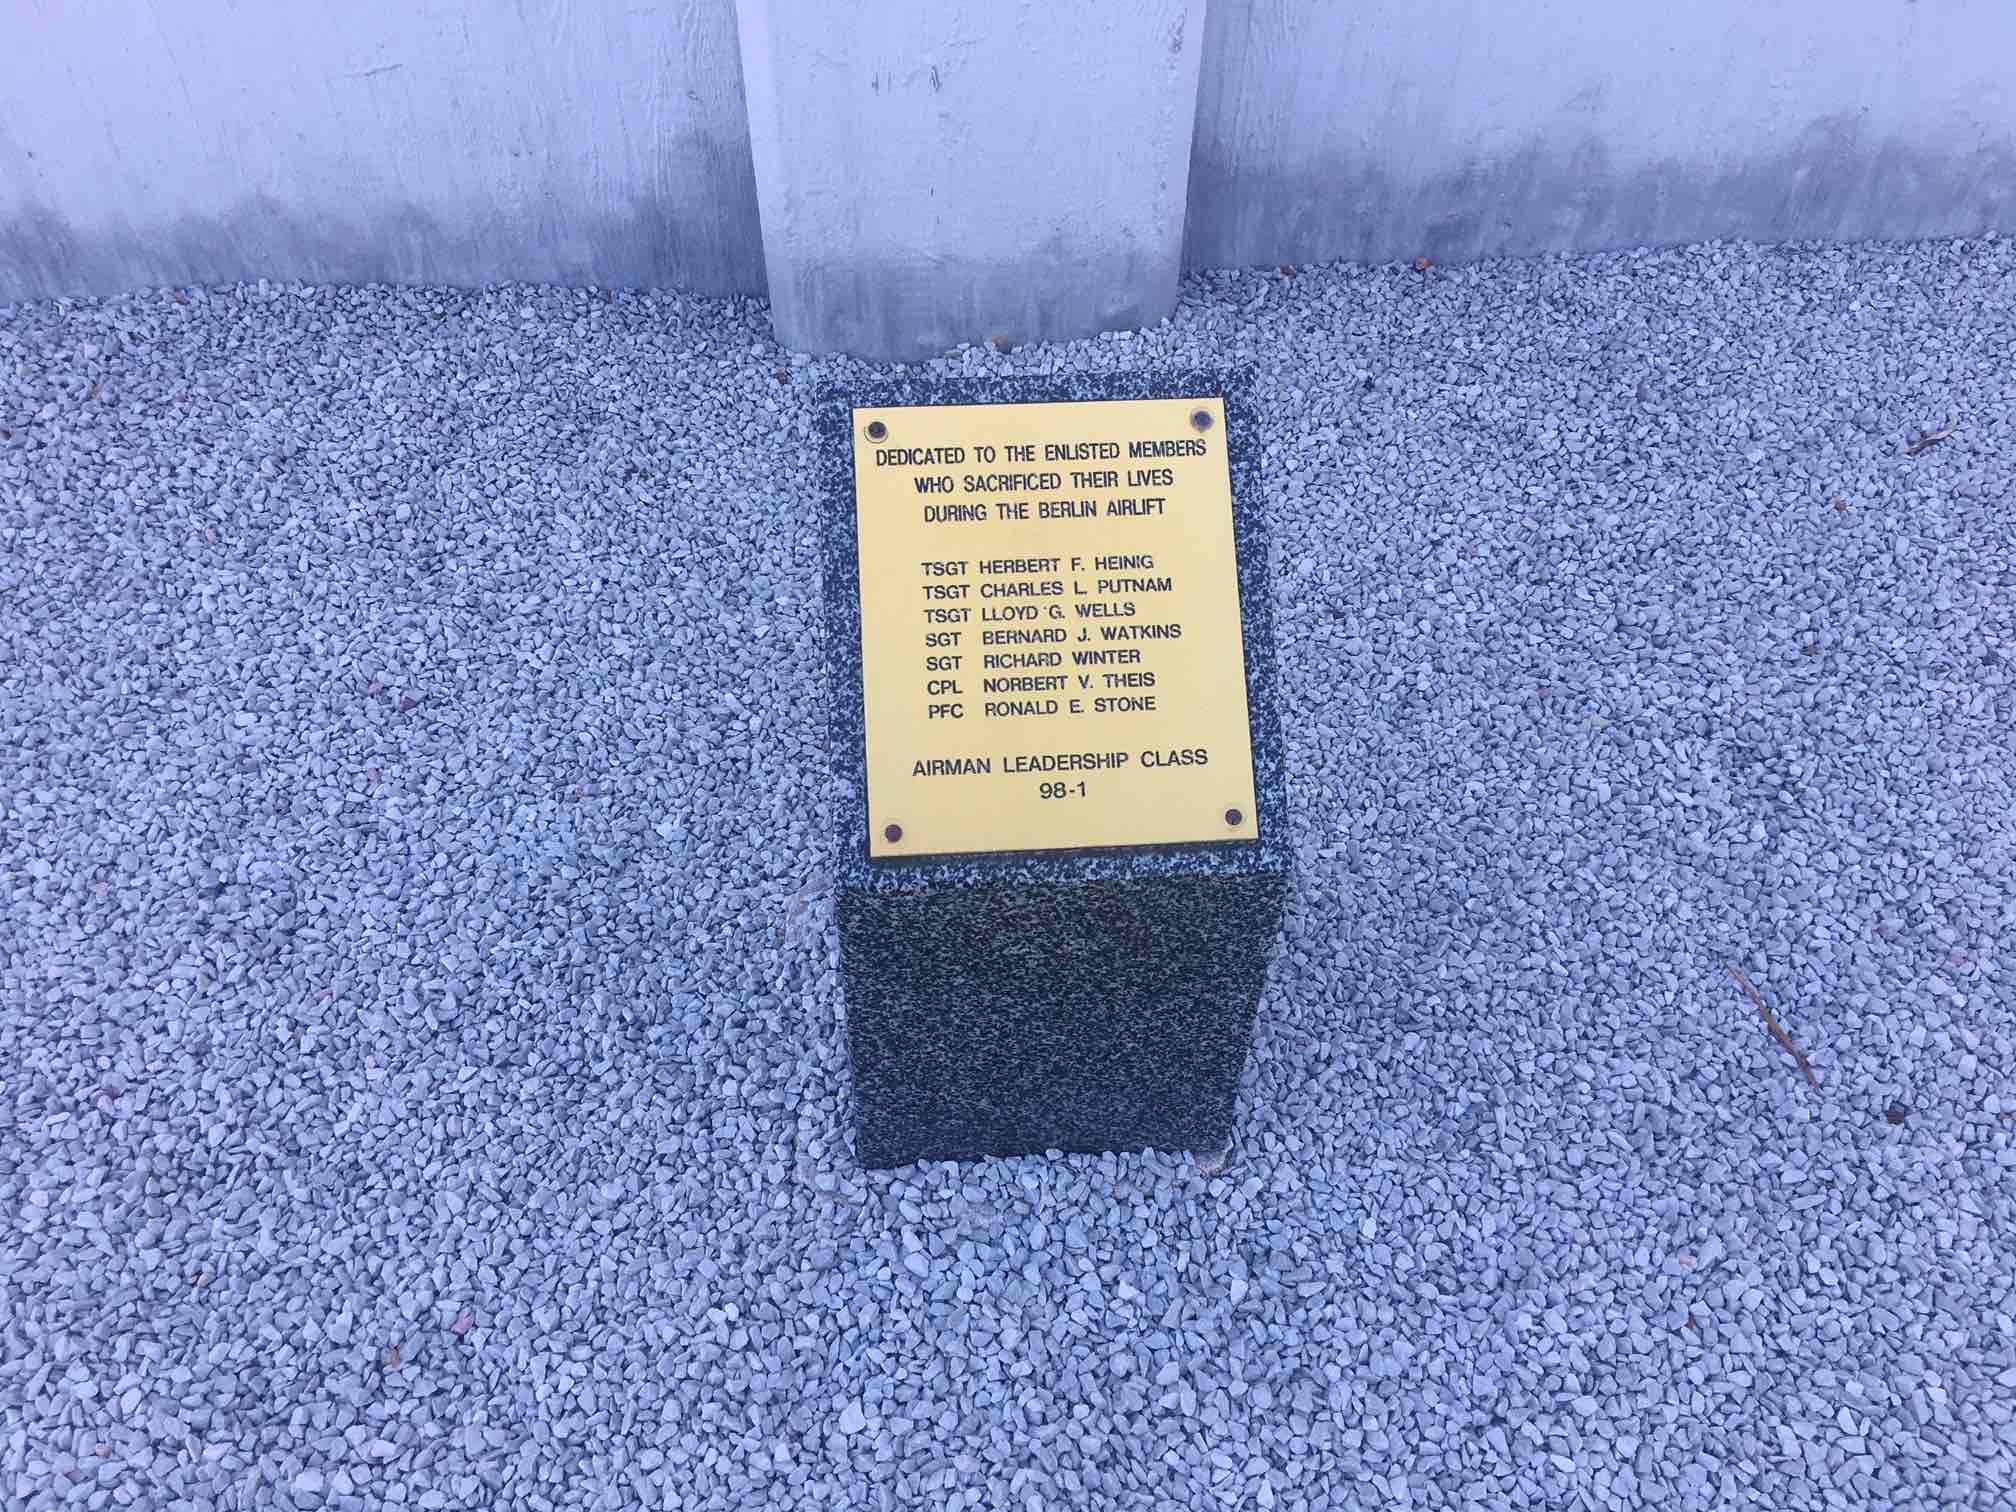 DEDICATED TO THE ENLISTED MEMBERS
WHO SACRIFICED THEIR LIVES
DURING THE BERLIN AIRLIFT
TSGT HERBERT F. HEINIG
TSGT CHARLES L. PUTNAM
TSGT LLOYD G. WELLS
SGT BERNARD J. WATKINS
SGT RICHARD WINTER
CPL NORBERT V. THEIS
PFC RONALD E. STONE
AIRMAN LEADERSHIP CLASS
98-1